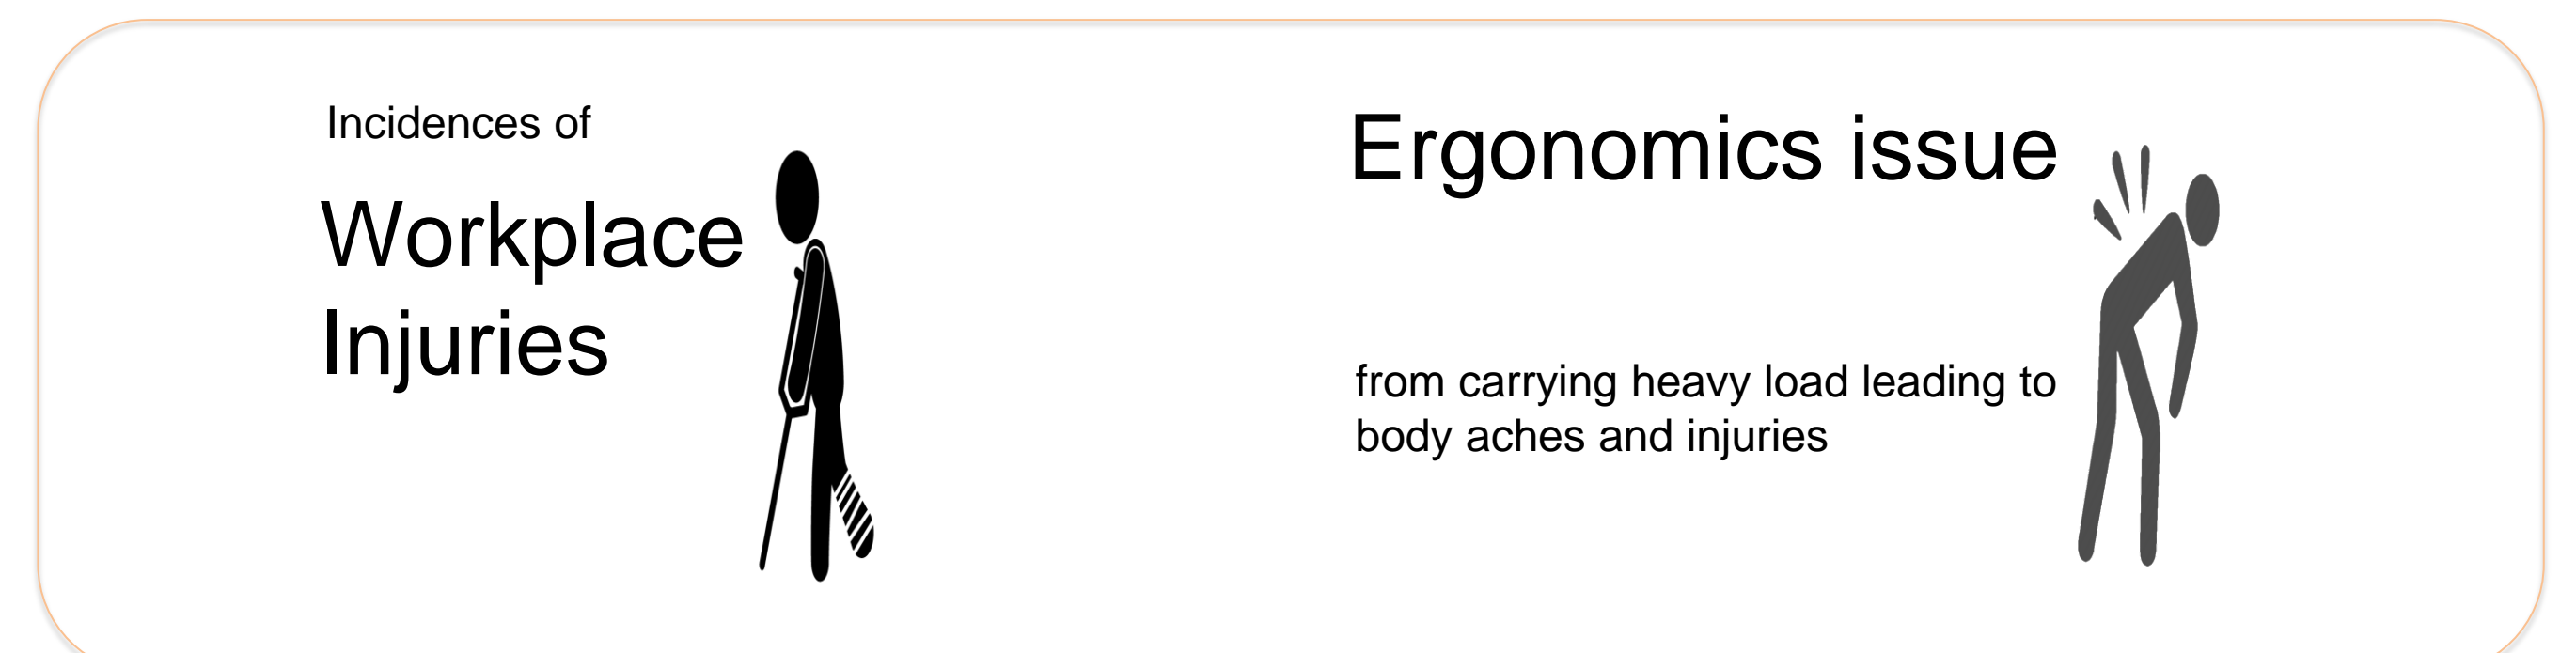 Incidences of
Workplace
Injuries
Ergonomics issue
from carrying heavy load leading to
body aches and injuries